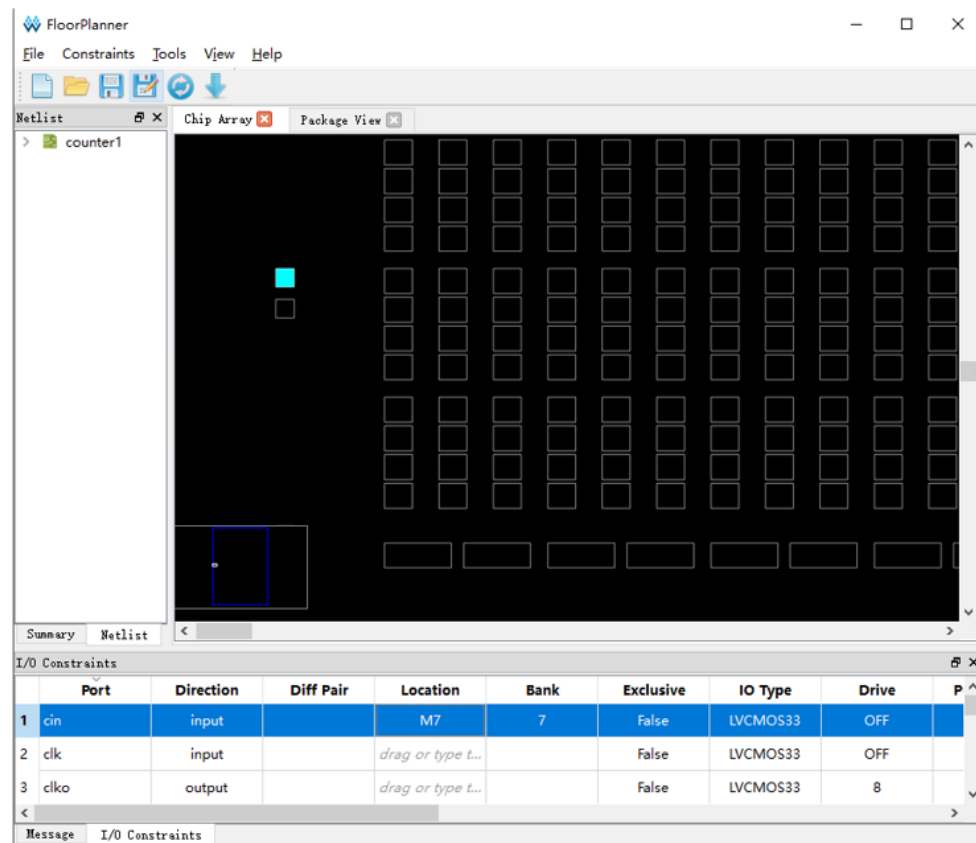 FloorPlanner
File Constraints Tools View Help
Netlist
Chip Array Package View
counter1
Summary Netlist
I/O Constraints
Port Direction Diff Pair Location Bank Exclusive IO Type Drive P
1 cin input M7 7 False LVCMOS33 OFF
2 clk input drag or type t... False LVCMOS33 OFF
3 clko output drag or type t... False LVCMOS33 8
Message I/O Constraints